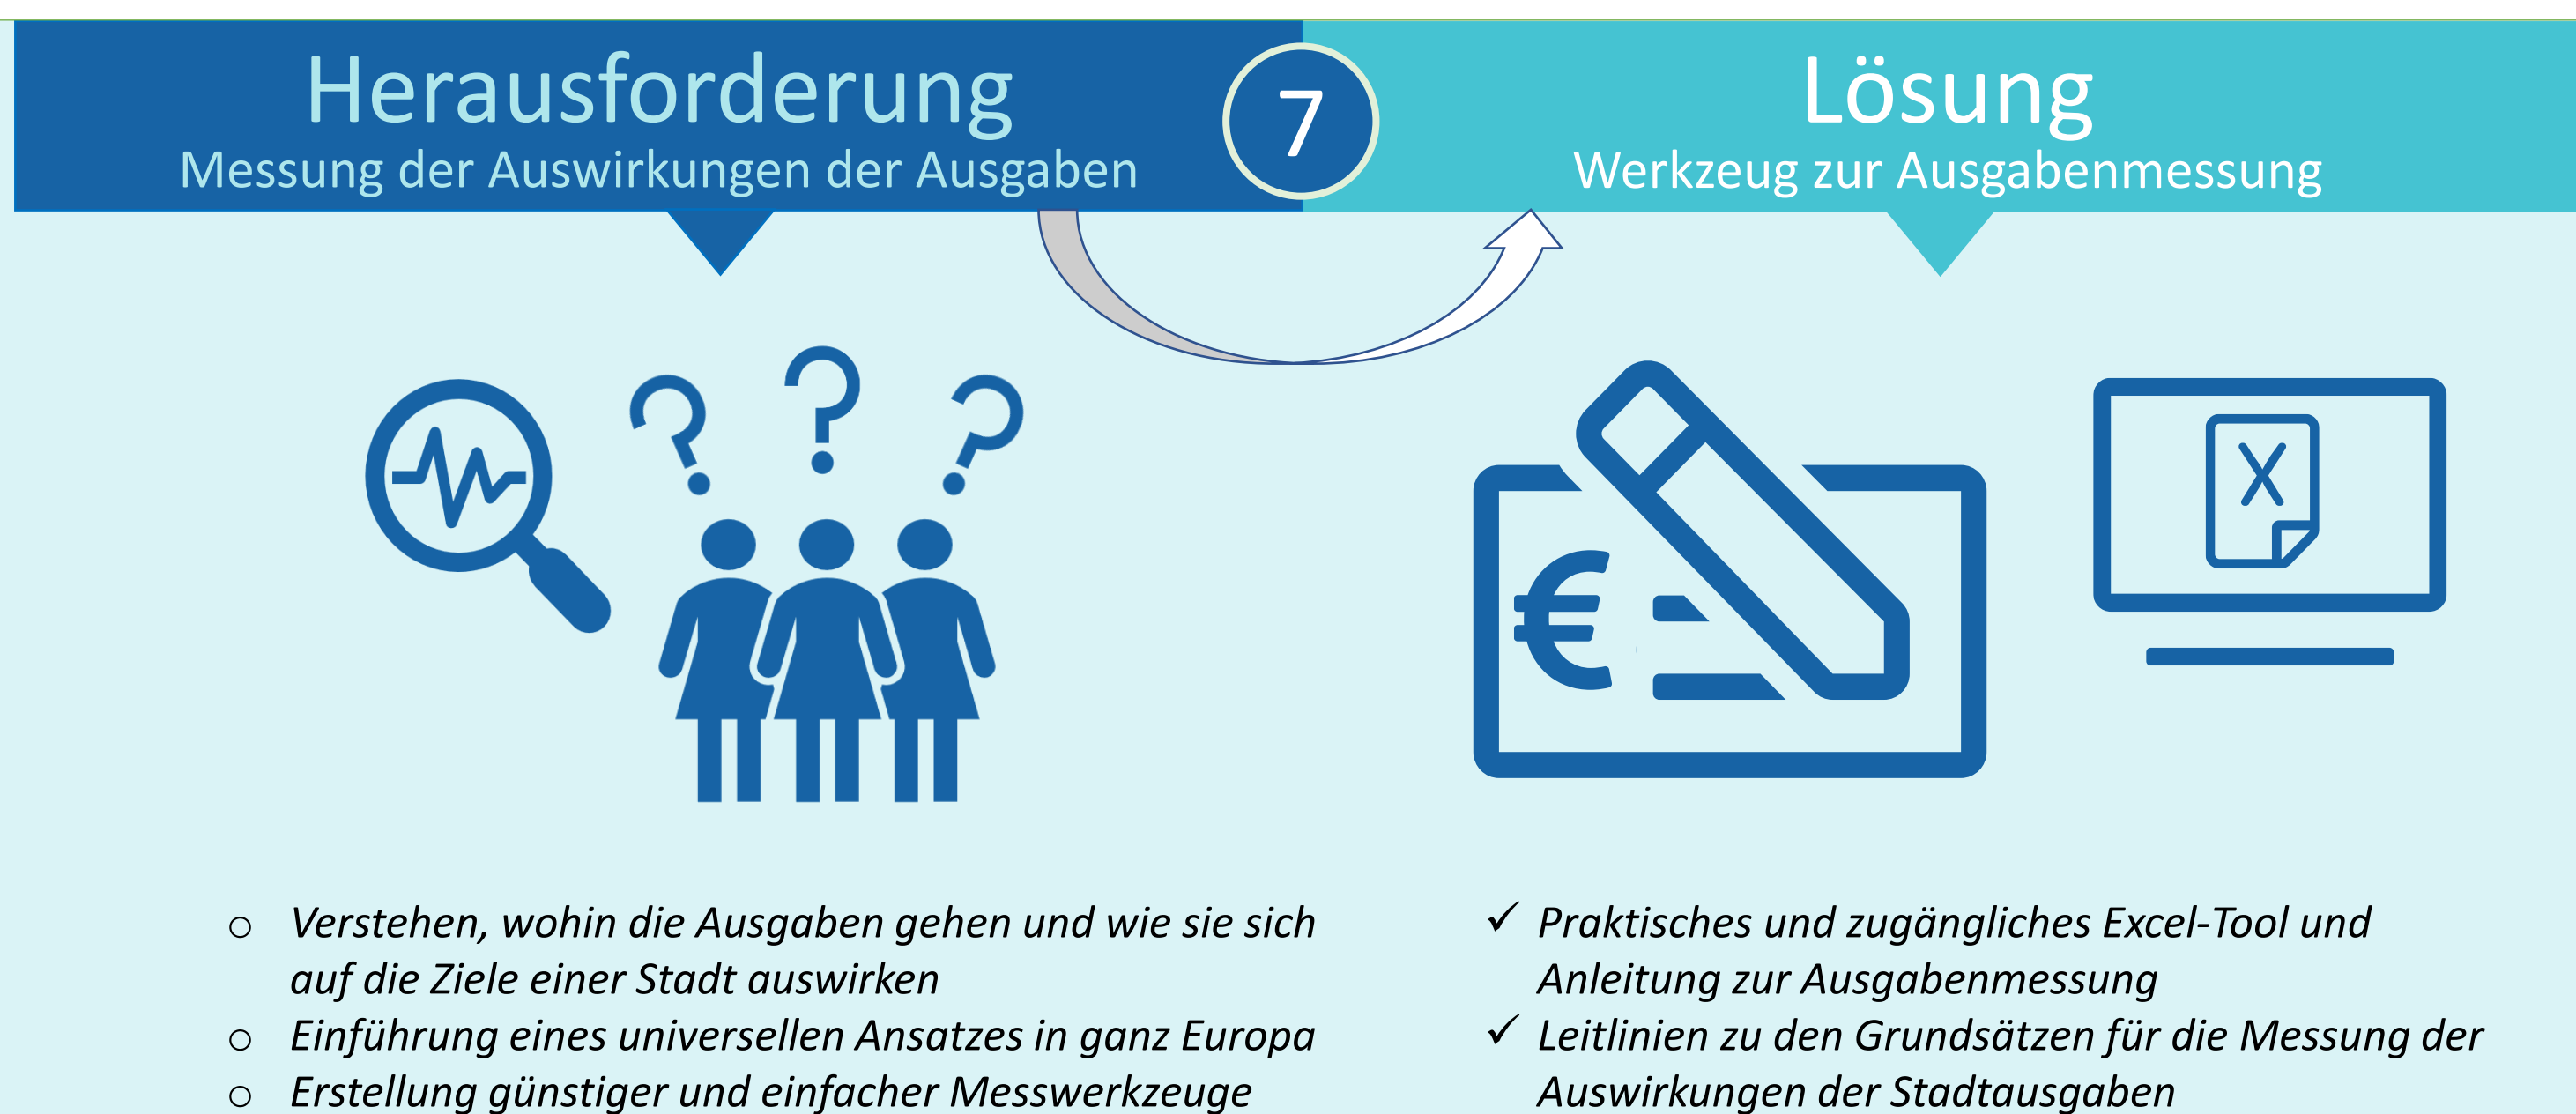 Herausforderung
Messung der Auswirkungen der Ausgaben
7
Lösung
Werkzeug zur Ausgabenmessung
€
X
o Verstehen, wohin die Ausgaben gehen und wie sie sich
auf die Ziele einer Stadt auswirken
o Einführung eines universellen Ansatzes in ganz Europa
o Erstellung günstiger und einfacher Messwerkzeuge
✓ Praktisches und zugängliches Excel-Tool und
Anleitung zur Ausgabenmessung
✓ Leitlinien zu den Grundsätzen für die Messung der
Auswirkungen der Stadtausgaben